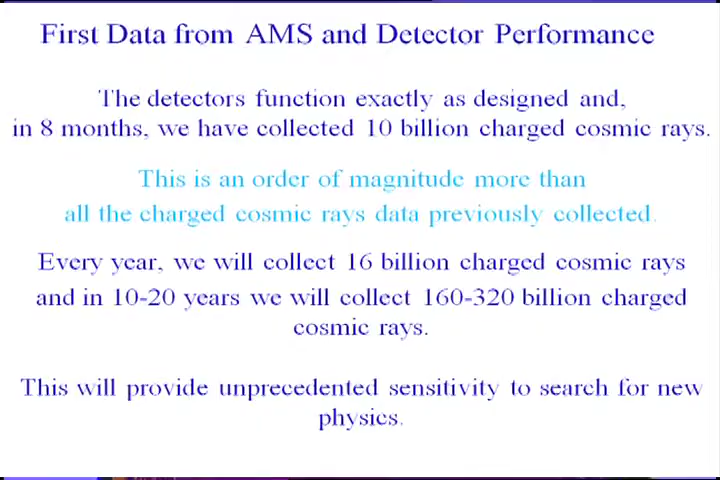 First Data from AMS and Detector Performance
The detectors function exactly as designed and,
in 8 months, we have collected 10 billion charged cosmic rays.
This is an order of magnitude more than
all the charged cosmic rays data previously collected.
Every year, we will collect 16 billion charged cosmic rays
and in 10-20 years we will collect 160-320 billion charged
cosmic rays.
This will provide unprecedented sensitivity to search for new
physics.